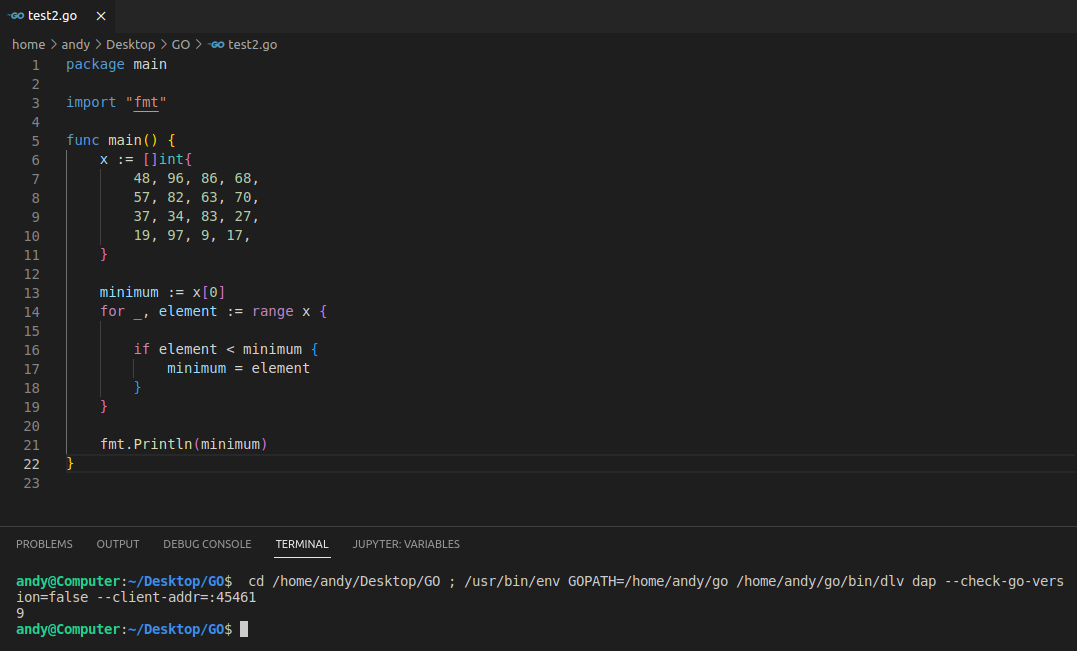 GO test2.go ×
home > andy > Desktop > GO > GO test2.go
1 package main
2
3 import "fmt"
4
5 func main() {
6     x := []int{
7         48, 96, 86, 68,
8         57, 82, 63, 70,
9         37, 34, 83, 27,
10         19, 97, 9, 17,
11     }
12
13     minimum := x[0]
14     for _, element := range x {
15
16         if element < minimum {
17             minimum = element
18         }
19     }
20
21     fmt.Println(minimum)
22 }
23
PROBLEMS OUTPUT DEBUG CONSOLE TERMINAL JUPYTER: VARIABLES
andy@Computer:~/Desktop/GO$  cd /home/andy/Desktop/GO ; /usr/bin/env GOPATH=/home/andy/go /home/andy/go/bin/dlv dap --check-go-vers
ion=false --client-addr=:45461
9
andy@Computer:~/Desktop/GO$